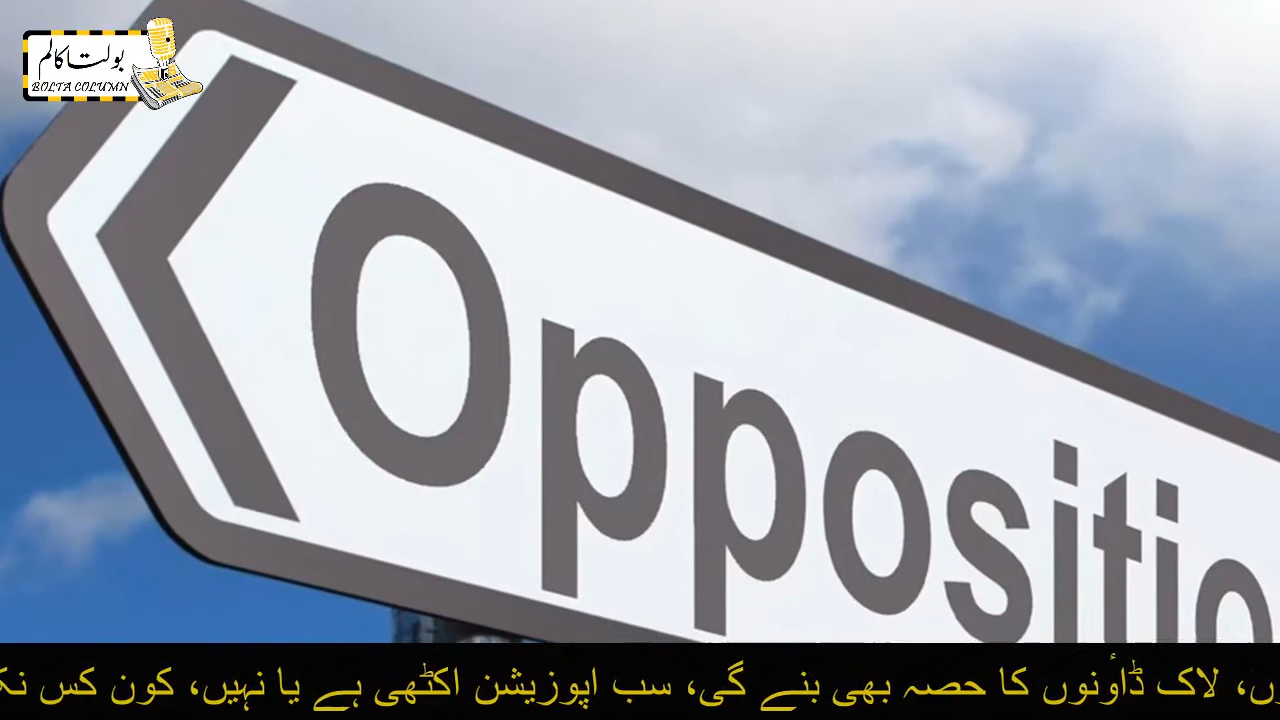 بولتا کالم
BOLTA COLUMN
Oppositio
لاک ڈاؤنوں کا حصہ بھی بنے گی، سب اپوزیشن اکٹھی ہے یا نہیں، کون کس